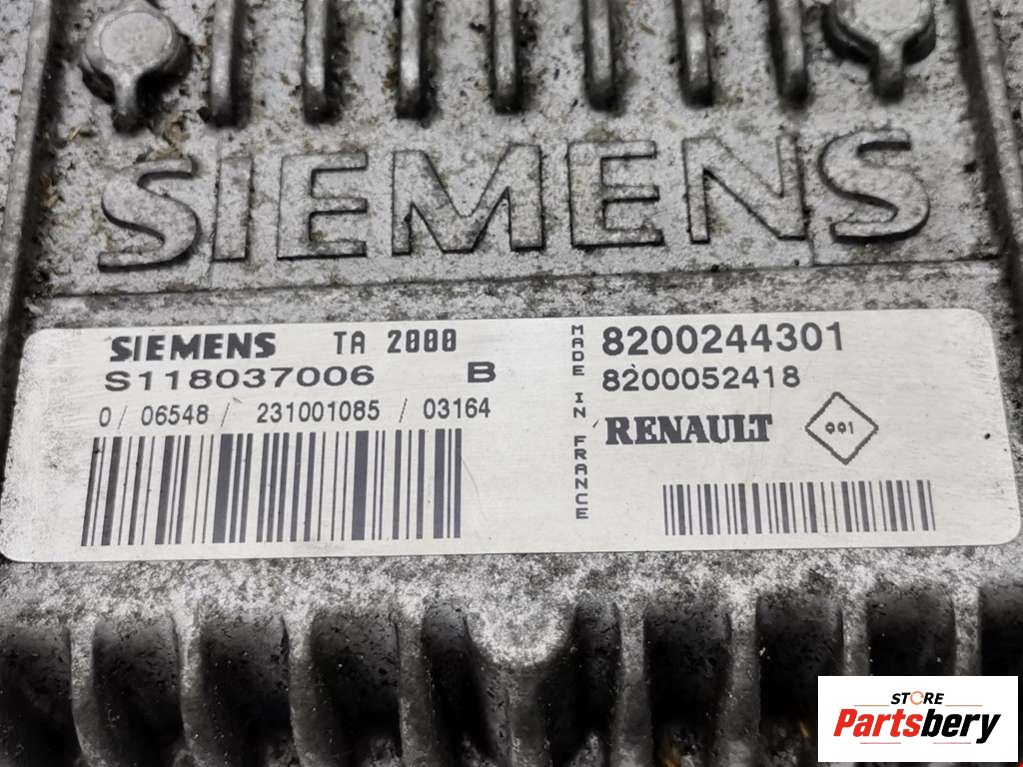 SIEMENS
SIEMENS TA 2000
S118037006 B
0/ 06548/ 231001085/ 03164
MADE IN FRANCE
8200244301
8200052418
RENAULT 001
STORE
Partsbery